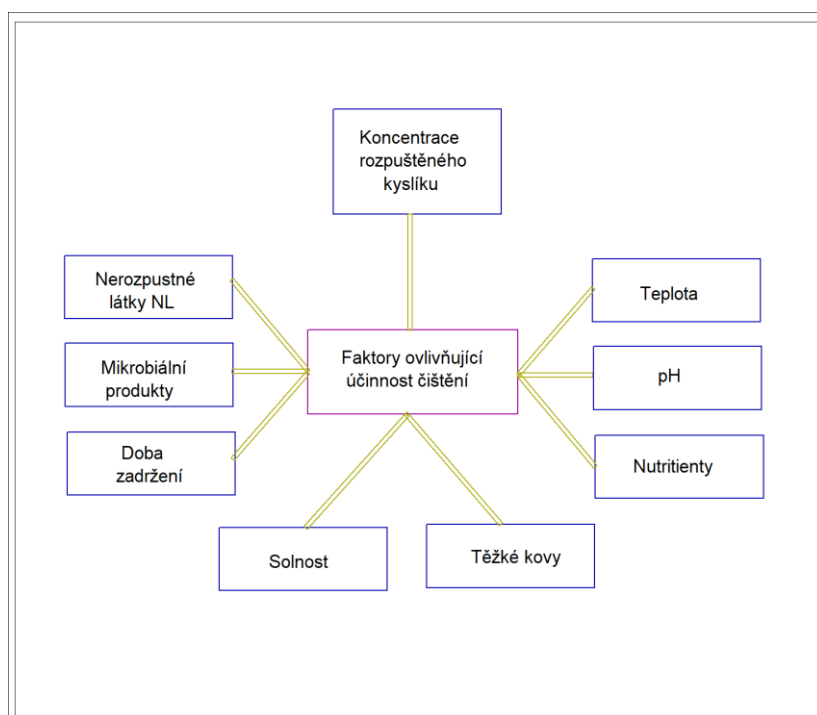 Koncentrace
rozpuštěného
kyslíku
Nerozpustné
látky NL
Teplota
Faktory ovlivňující
účinnost čištění
Mikrobiální
produkty
pH
Doba
zadržení
Nutritienty
Solnost
Těžké kovy